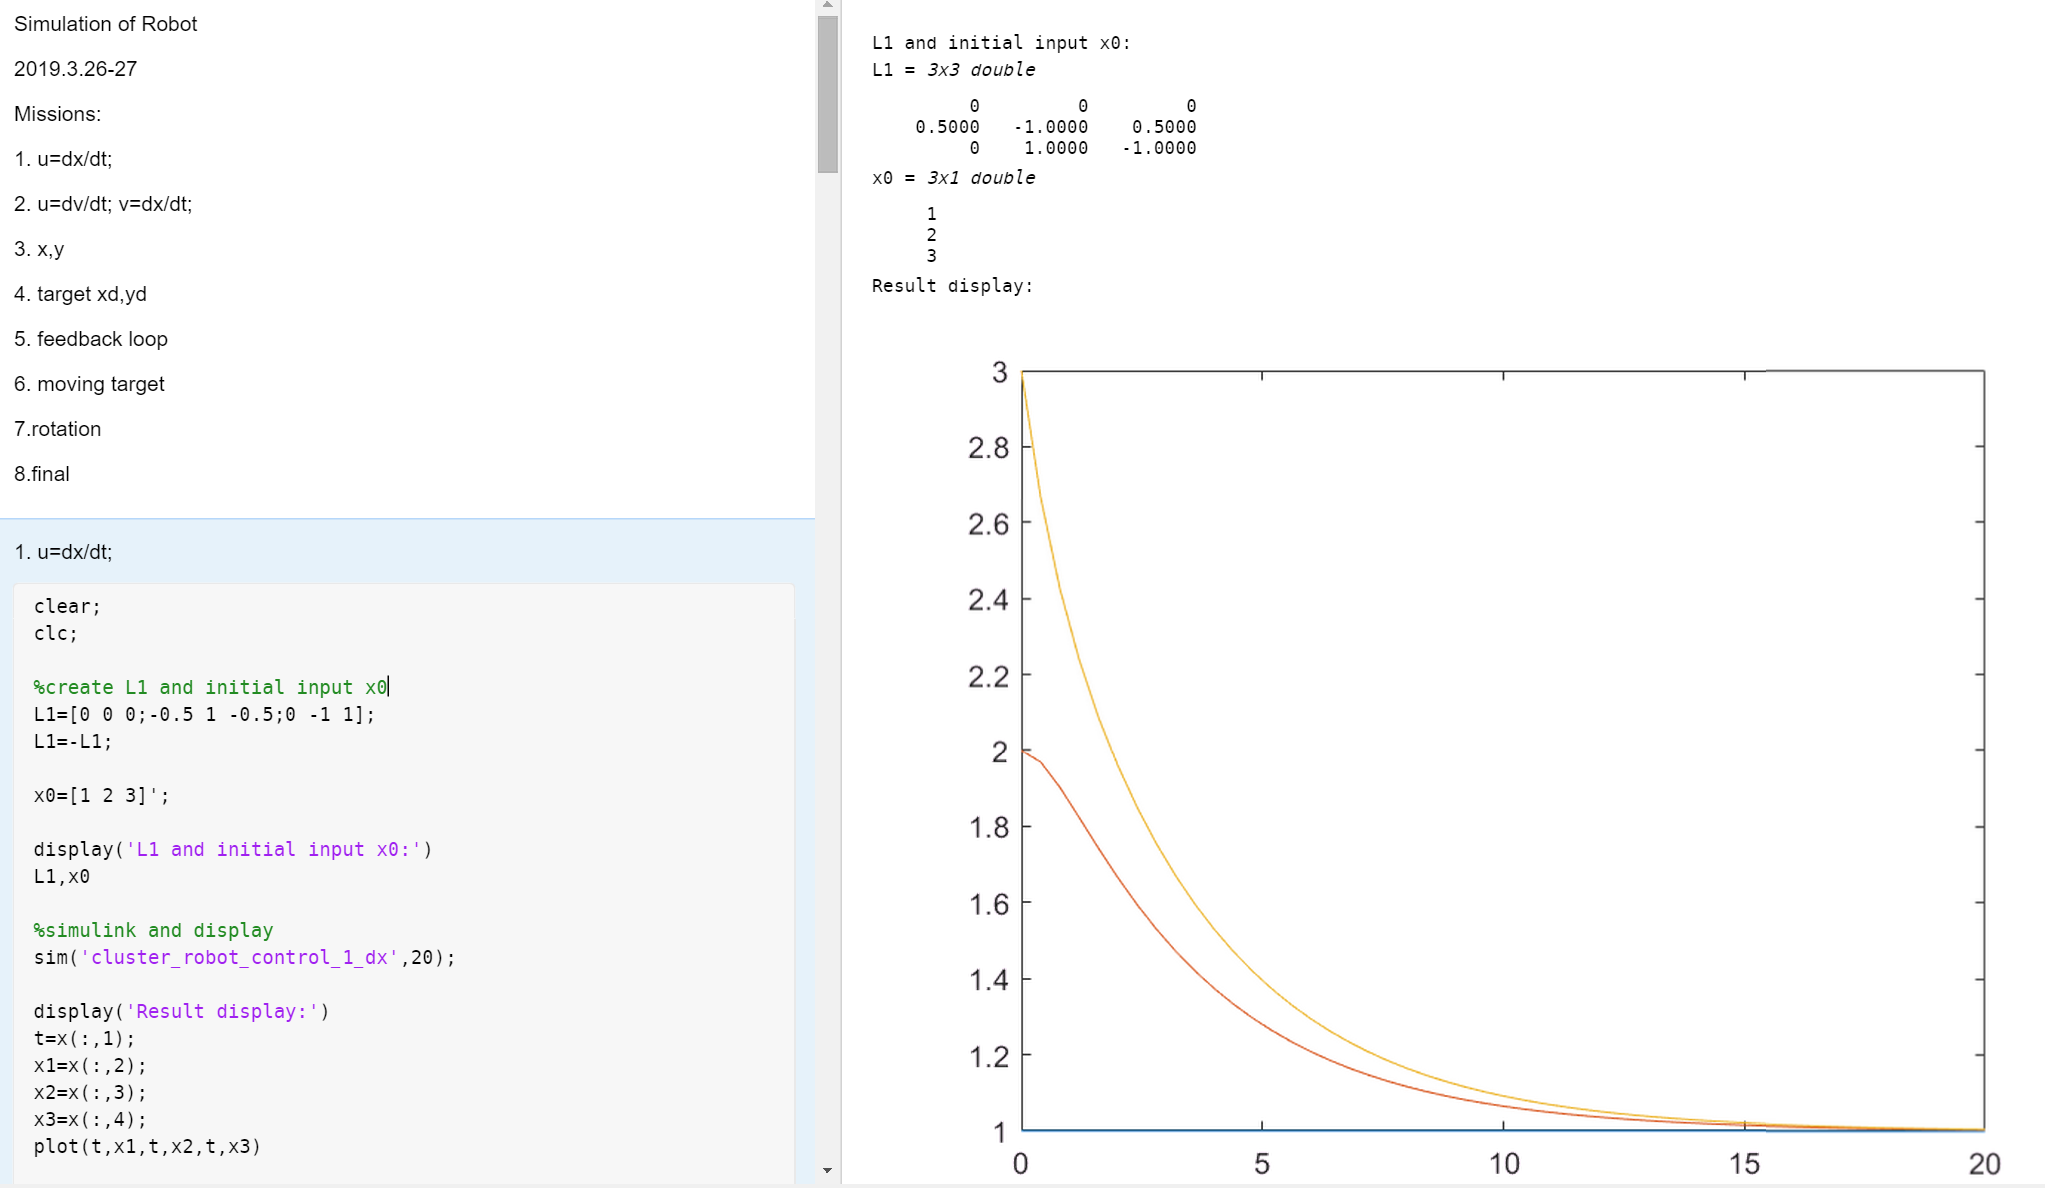 Simulation of Robot
2019.3.26-27
Missions:
1. u=dx/dt;
2. u=dv/dt; v=dx/dt;
3. x,y
4. target xd,yd
5. feedback loop
6. moving target
7.rotation
8.final
1. u=dx/dt;
clear;
clc;
%create L1 and initial input x0
L1=[0 0 0;-0.5 1 -0.5;0 -1 1];
L1=-L1;
x0=[1 2 3]';
display('L1 and initial input x0:')
L1,x0
%simulink and display
sim('cluster_robot_control_1_dx',20);
display('Result display:')
t=x(:,1);
x1=x(:,2);
x2=x(:,3);
x3=x(:,4);
plot(t,x1,t,x2,t,x3)
L1 and initial input x0:
L1 = 3x3 double
0 0 0
0.5000 -1.0000 0.5000
0 1.0000 -1.0000
x0 = 3x1 double
1
2
3
Result display:
3
2.8
2.6
2.4
2.2
2
1.8
1.6
1.4
1.2
1
0 5 10 15 20